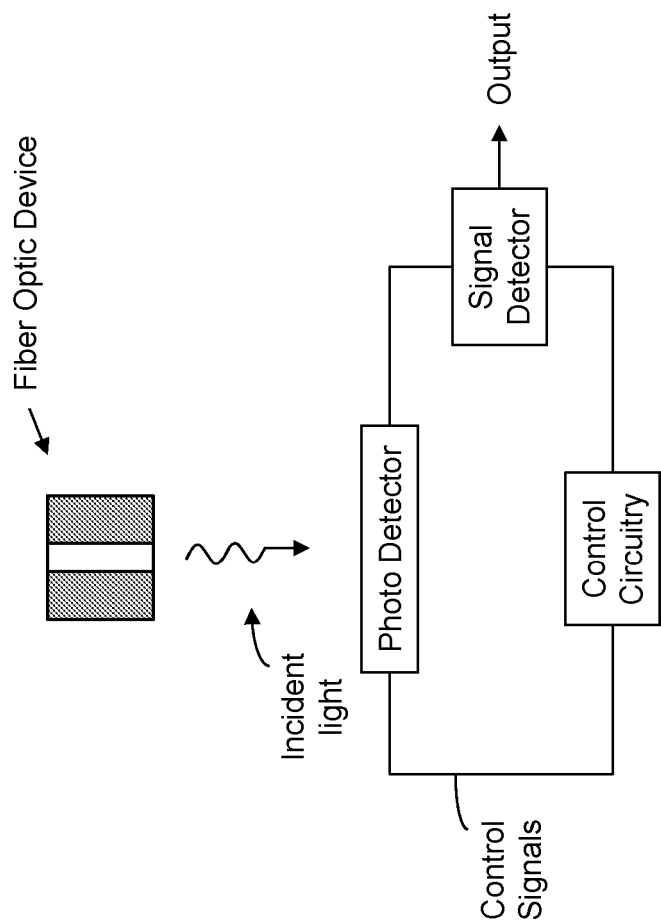 Fiber Optic Device
Incident
light
Photo Detector
Signal
Detector
Output
Control
Circuitry
Control
Signals